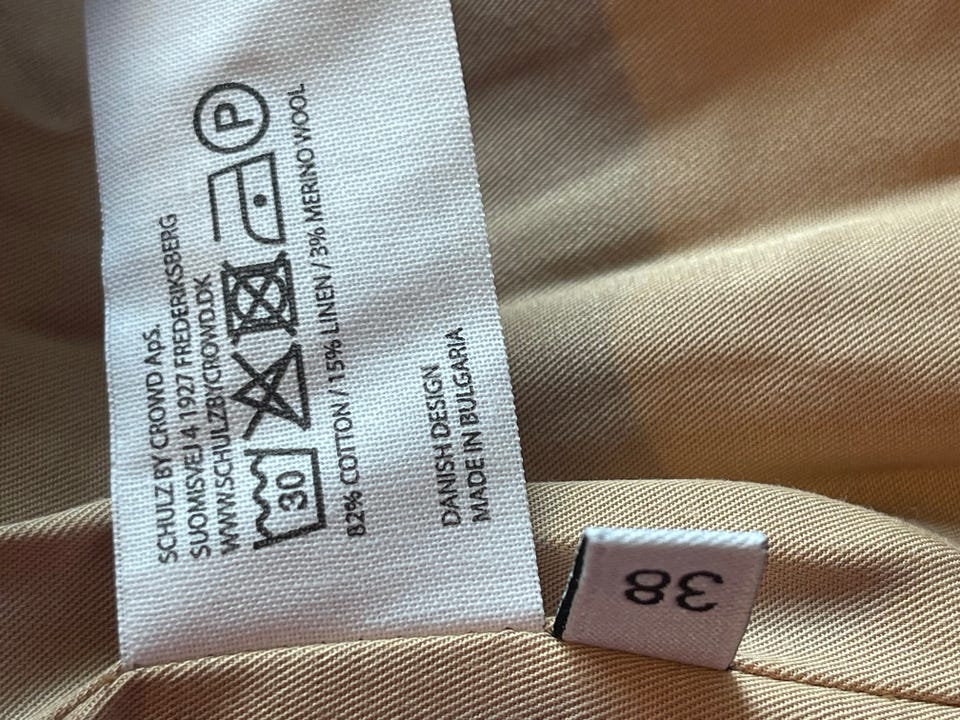 SCHULZ BY CROWD ApS.
SUOMISVEJ 4 1927 FREDERIKSBERG
WWW.SCHULZBYCROWD.DK
30 P
82% COTTON / 15% LINEN / 3% MERINO WOOL
DANISH DESIGN
MADE IN BULGARIA
38